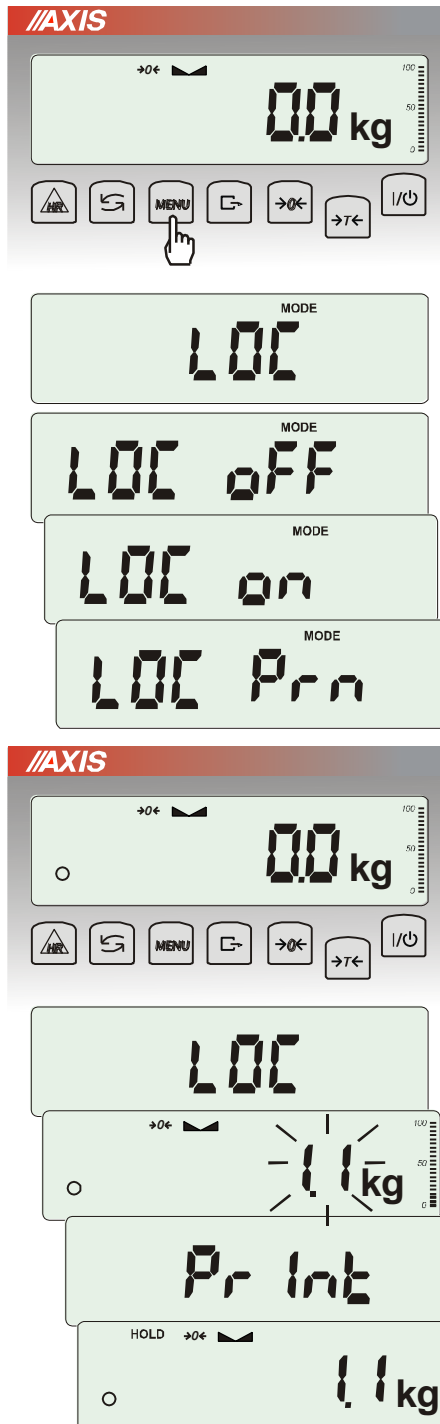 //AXIS
→0←
100
50
0
0.0 kg
HR MENU →0← →T← I/⏻
MODE
LOC
MODE
LOC oFF
MODE
LOC on
MODE
LOC Prn
//AXIS
→0←
100
50
0
0.0 kg
HR MENU →0← →T← I/⏻
LOC
→0←
100
50
0
1.1 kg
Pr Int
HOLD →0←
1.1 kg